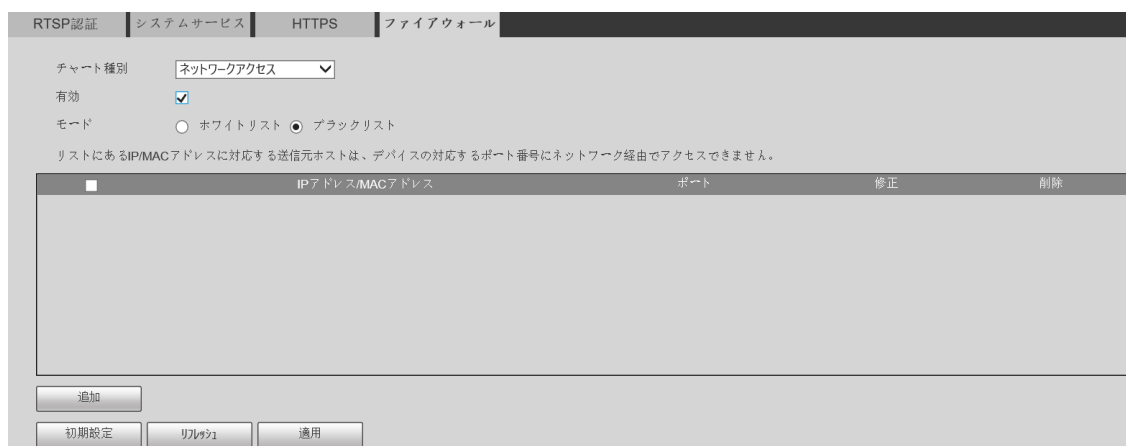 RTSP認証 システムサービス HTTPS ファイアウォール
チャート種別 ネットワークアクセス
有効
モード ホワイトリスト ブラックリスト
リストにあるIP/MACアドレスに対応する送信元ホストは、デバイスの対応するポート番号にネットワーク経由でアクセスできません。
IPアドレス/MACアドレス ポート 修正 削除
追加
初期設定 リフレッシュ 適用